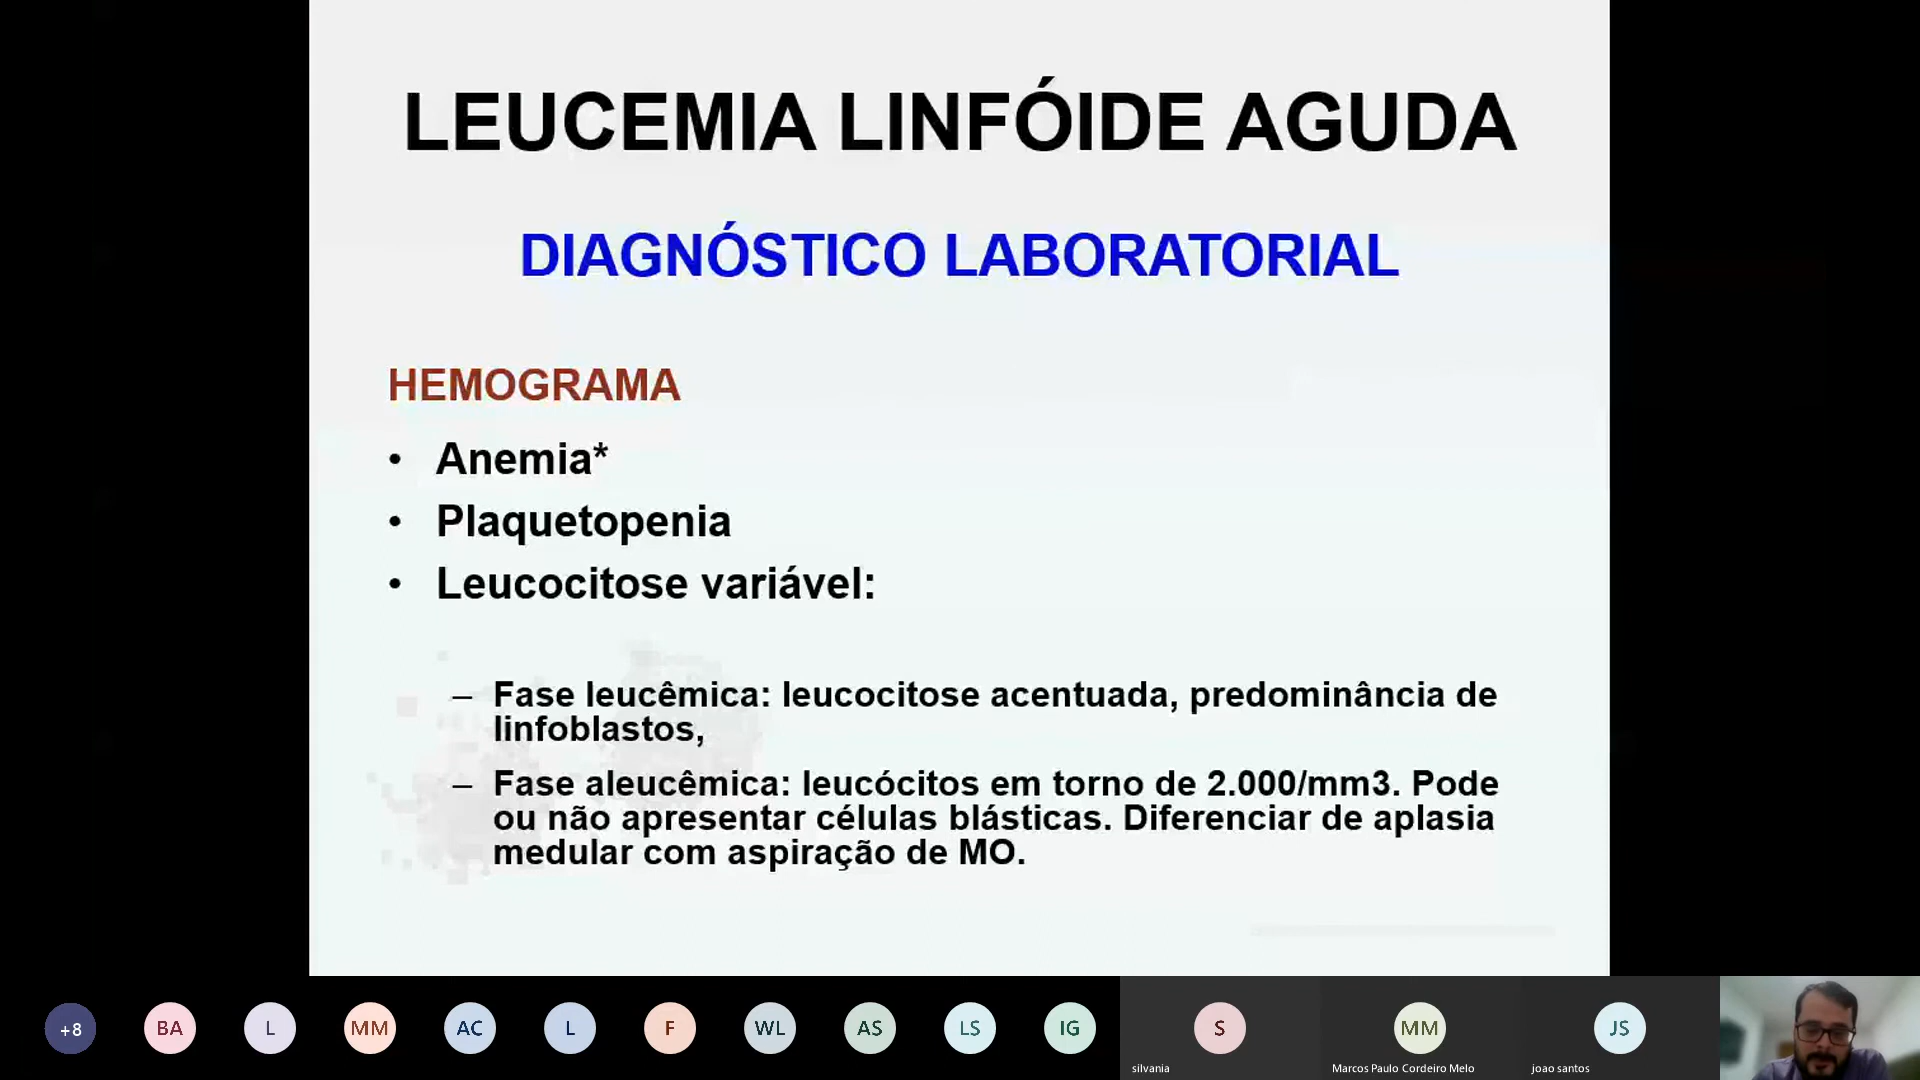 LEUCEMIA LINFÓIDE AGUDA
DIAGNÓSTICO LABORATORIAL
HEMOGRAMA
• Anemia*
• Plaquetopenia
• Leucocitose variável:
– Fase leucêmica: leucocitose acentuada, predominância de
linfoblastos,
– Fase aleucêmica: leucócitos em torno de 2.000/mm3. Pode
ou não apresentar células blásticas. Diferenciar de aplasia
medular com aspiração de MO.
+8 BA L MM AC L F WL AS LS IG S MM JS
silvania Marcos Paulo Cordeiro Melo joao santos